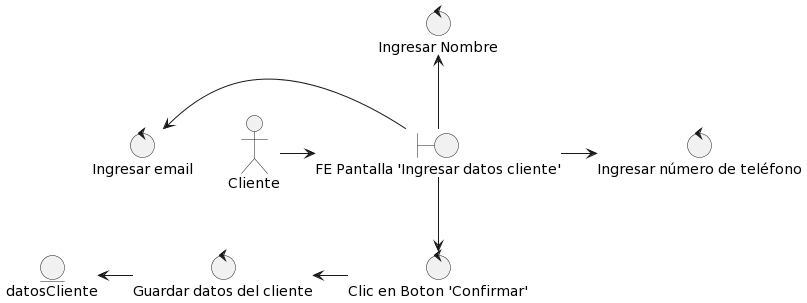 Ingresar Nombre
Ingresar email
Cliente
FE Pantalla 'Ingresar datos cliente'
Ingresar número de teléfono
datosCliente
Guardar datos del cliente
Clic en Boton 'Confirmar'